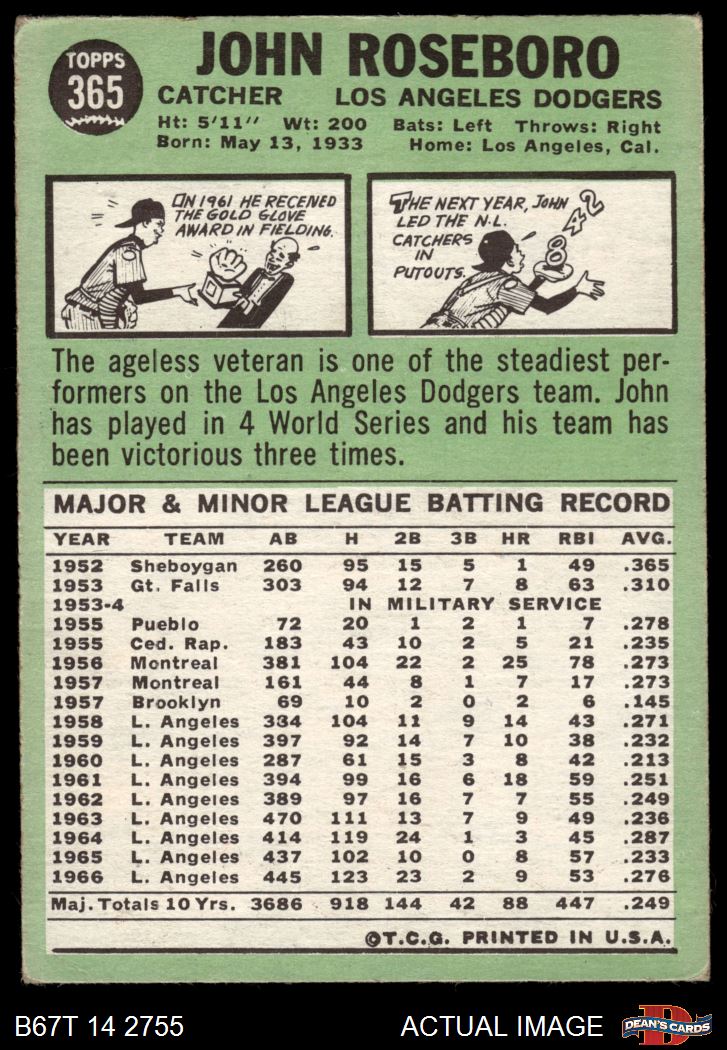 TOPPS
365
JOHN ROSEBORO
CATCHER LOS ANGELES DODGERS
Ht: 5'11" Wt: 200 Bats: Left Throws: Right
Born: May 13, 1933 Home: Los Angeles, Cal.
IN 1961 HE RECEIVED
THE GOLD GLOVE
AWARD IN FIELDING.
THE NEXT YEAR, JOHN
LED THE N.L.
CATCHERS
IN
PUTOUTS.
842
The ageless veteran is one of the steadiest per-
formers on the Los Angeles Dodgers team. John
has played in 4 World Series and his team has
been victorious three times.
MAJOR & MINOR LEAGUE BATTING RECORD
YEAR TEAM AB H 2B 3B HR RBI AVG.
1952 Sheboygan 260 95 15 5 1 49 .365
1953 Gt. Falls 303 94 12 7 8 63 .310
1953-4 IN MILITARY SERVICE
1955 Pueblo 72 20 1 2 1 7 .278
1955 Ced. Rap. 183 43 10 2 5 21 .235
1956 Montreal 381 104 22 2 25 78 .273
1957 Montreal 161 44 8 1 7 17 .273
1957 Brooklyn 69 10 2 0 2 6 .145
1958 L. Angeles 384 104 11 9 14 43 .271
1959 L. Angeles 397 92 14 7 10 38 .232
1960 L. Angeles 287 61 15 3 8 42 .213
1961 L. Angeles 394 99 16 6 18 59 .251
1962 L. Angeles 389 97 16 7 7 55 .249
1963 L. Angeles 470 111 13 7 9 49 .236
1964 L. Angeles 414 119 24 1 3 45 .287
1965 L. Angeles 437 102 10 0 8 57 .233
1966 L. Angeles 445 123 23 2 9 53 .276
Maj. Totals 10 Yrs. 3686 918 144 42 88 447 .249
©T.C.G. PRINTED IN U.S.A.
B67T 14 2755 ACTUAL IMAGE
D
DEAN'S CARDS